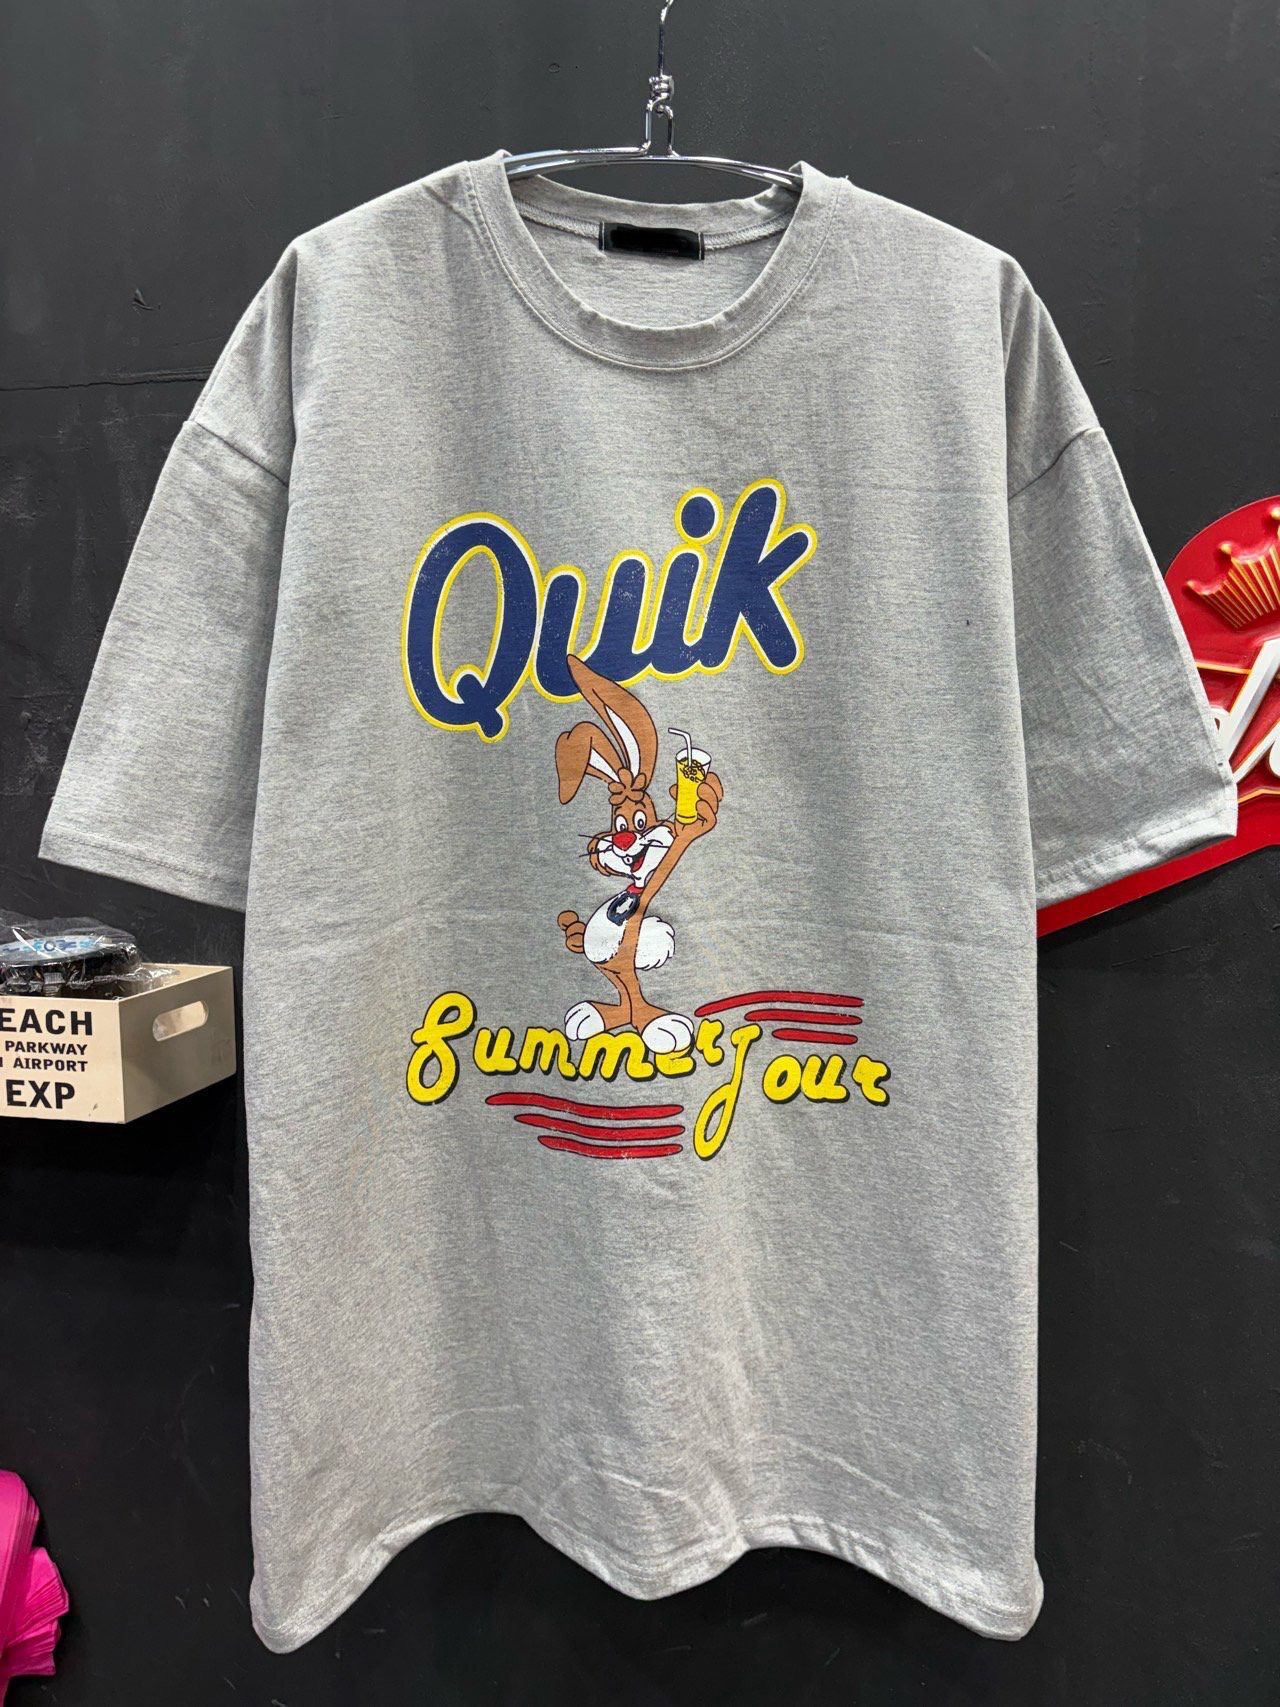 Quik
Summer Tour
EACH
PARKWAY
AIRPORT
EXP